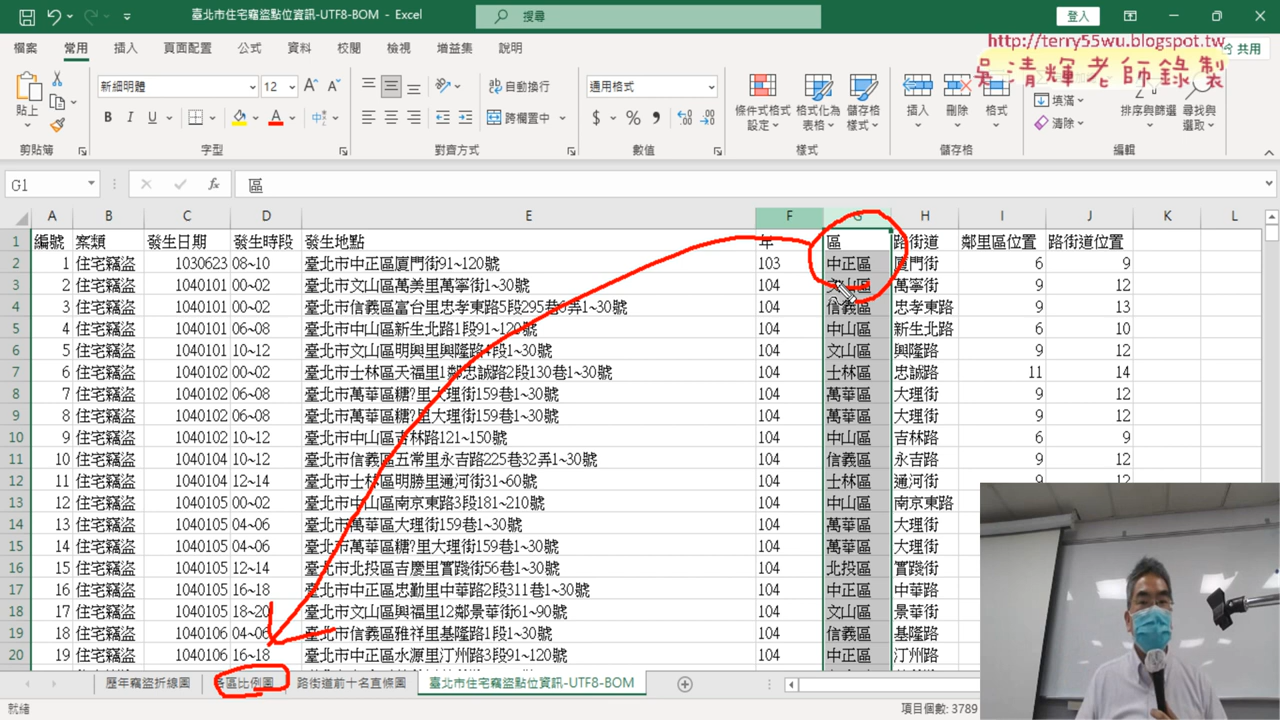 臺北市住宅竊盜點位資訊-UTF8-BOM - Excel
搜尋
登入
http://terry55wu.blogspot.tw
吳清輝老師錄製
檔案 常用 插入 頁面配置 公式 資料 校閱 檢視 增益集 說明
共用
貼上
剪貼簿
新細明體 12
B I U
字型
自動換行
跨欄置中
對齊方式
通用格式
$ %
數值
條件式格式設定 格式化為表格 儲存格樣式
樣式
插入 刪除 格式
儲存格
填滿
清除
排序與篩選 尋找與選取
編輯
G1 fx 區
A B C D E F G H I J K L
1 編號 案類 發生日期 發生時段 發生地點 年 區 路街道 鄰里區位置 路街道位置
2 1 住宅竊盜 1030623 08~10 臺北市中正區廈門街91~120號 103 中正區 廈門街 6 9
3 2 住宅竊盜 1040101 00~02 臺北市文山區萬美里萬寧街1~30號 104 文山區 萬寧街 9 12
4 3 住宅竊盜 1040101 00~02 臺北市信義區富台里忠孝東路5段295巷6弄1~30號 104 信義區 忠孝東路 9 13
5 4 住宅竊盜 1040101 06~08 臺北市中山區新生北路1段91~120號 104 中山區 新生北路 6 10
6 5 住宅竊盜 1040101 10~12 臺北市文山區明興里興隆路4段1~30號 104 文山區 興隆路 9 12
7 6 住宅竊盜 1040102 00~02 臺北市士林區天福里1鄰忠誠路2段130巷1~30號 104 士林區 忠誠路 11 14
8 7 住宅竊盜 1040102 06~08 臺北市萬華區糖?里大理街159巷1~30號 104 萬華區 大理街 9 12
9 8 住宅竊盜 1040102 06~08 臺北市萬華區糖?里大理街159巷1~30號 104 萬華區 大理街 9 12
10 9 住宅竊盜 1040102 10~12 臺北市中山區吉林路121~150號 104 中山區 吉林路 6 9
11 10 住宅竊盜 1040104 10~12 臺北市信義區五常里永吉路225巷32弄1~30號 104 信義區 永吉路 9 12
12 11 住宅竊盜 1040104 12~14 臺北市士林區明勝里通河街31~60號 104 士林區 通河街 9 12
13 12 住宅竊盜 1040105 00~02 臺北市中山區南京東路3段181~210號 104 中山區 南京東路
14 13 住宅竊盜 1040105 04~06 臺北市萬華區大理街159巷1~30號 104 萬華區 大理街
15 14 住宅竊盜 1040105 04~06 臺北市萬華區糖?里大理街159巷1~30號 104 萬華區 大理街
16 15 住宅竊盜 1040105 12~14 臺北市北投區吉慶里實踐街56巷1~30號 104 北投區 實踐街
17 16 住宅竊盜 1040105 16~18 臺北市中正區忠勤里中華路2段311巷1~30號 104 中正區 中華路
18 17 住宅竊盜 1040105 18~20 臺北市文山區興福里12鄰景華街61~90號 104 文山區 景華街
19 18 住宅竊盜 1040106 04~06 臺北市信義區雅祥里基隆路1段1~30號 104 信義區 基隆路
20 19 住宅竊盜 1040106 16~18 臺北市中正區水源里汀州路3段91~120號 104 中正區 汀州路
歷年竊盜折線圖 各區比例圖 路街道前十名直條圖 臺北市住宅竊盜點位資訊-UTF8-BOM
就緒 項目個數: 3789